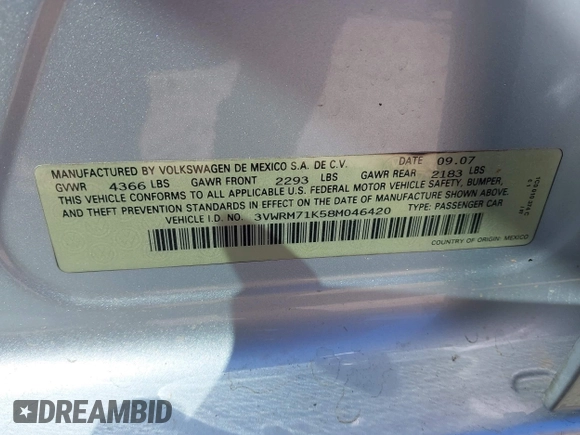 MANUFACTURED BY VOLKSWAGEN DE MEXICO S.A. DE C.V. DATE 09.07
GVWR 4366 LBS GAWR FRONT 2293 LBS GAWR REAR 2183 LBS
THIS VEHICLE CONFORMS TO ALL APPLICABLE U.S. FEDERAL MOTOR VEHICLE SAFETY, BUMPER,
AND THEFT PREVENTION STANDARDS IN EFFECT ON THE DATE OF MANUFACTURE SHOWN ABOVE.
VEHICLE I.D. NO. 3VWRM71K58M046420 TYPE: PASSENGER CAR
COUNTRY OF ORIGIN: MEXICO
DREAMBID